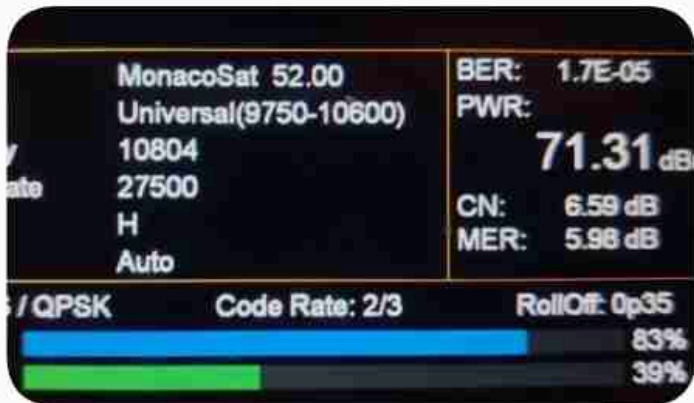 MonacoSat 52.00
Universal(9750-10600)
10804
27500
H
Auto
BER: 1.7E-05
PWR:
71.31
CN: 6.59 dB
MER: 5.98 dB
/ QPSK Code Rate: 2/3 RollOff: 0p35
83%
39%